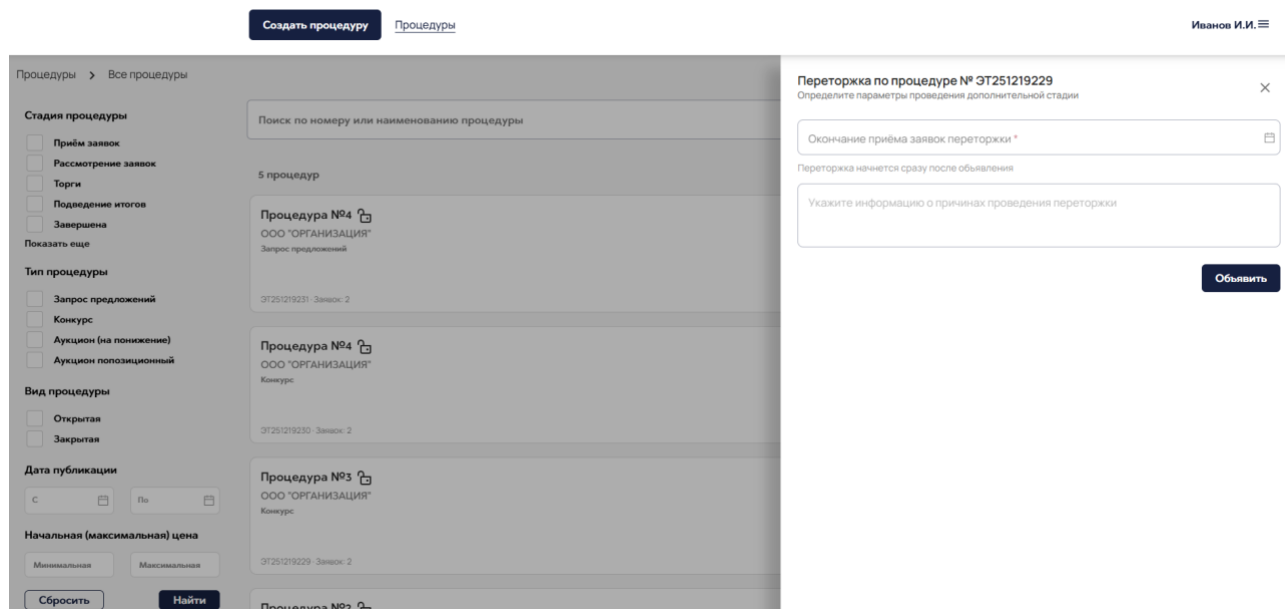 Создать процедуру
Процедуры
Иванов И.И.
Процедуры > Все процедуры
Стадия процедуры
Приём заявок
Рассмотрение заявок
Торги
Подведение итогов
Завершена
Показать еще
Тип процедуры
Запрос предложений
Конкурс
Аукцион (на понижение)
Аукцион попозиционный
Вид процедуры
Открытая
Закрытая
Дата публикации
С
По
Начальная (максимальная) цена
Минимальная
Максимальная
Сбросить
Найти
Поиск по номеру или наименованию процедуры
5 процедур
Процедура №4
ООО "ОРГАНИЗАЦИЯ"
Запрос предложений
ЭТ251219231 · Заявок: 2
Процедура №4
ООО "ОРГАНИЗАЦИЯ"
Конкурс
ЭТ251219230 · Заявок: 2
Процедура №3
ООО "ОРГАНИЗАЦИЯ"
Конкурс
ЭТ251219229 · Заявок: 2
Процедура №2
Переторжка по процедуре № ЭТ251219229
Определите параметры проведения дополнительной стадии
Окончание приёма заявок переторжки *
Переторжка начнется сразу после объявления
Укажите информацию о причинах проведения переторжки
Объявить